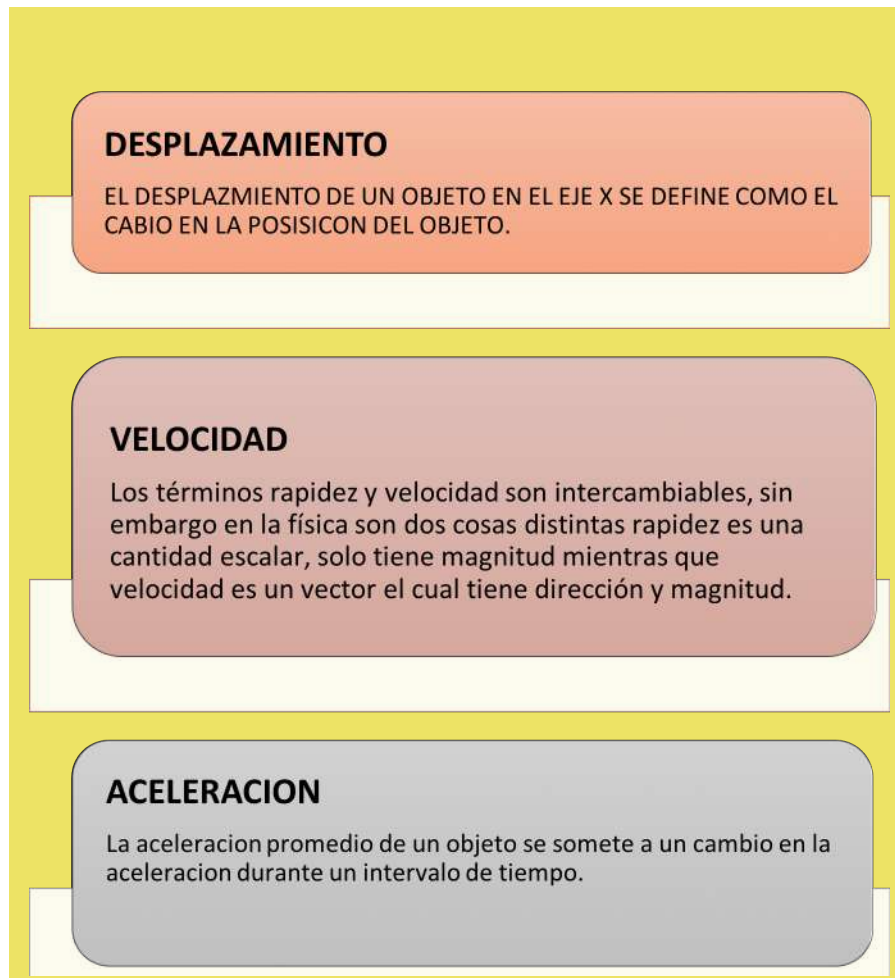 DESPLAZAMIENTO
EL DESPLAZMIENTO DE UN OBJETO EN EL EJE X SE DEFINE COMO EL
CABIO EN LA POSISICON DEL OBJETO.
VELOCIDAD
Los términos rapidez y velocidad son intercambiables, sin
embargo en la física son dos cosas distintas rapidez es una
cantidad escalar, solo tiene magnitud mientras que
velocidad es un vector el cual tiene dirección y magnitud.
ACELERACION
La aceleracion promedio de un objeto se somete a un cambio en la
aceleracion durante un intervalo de tiempo.